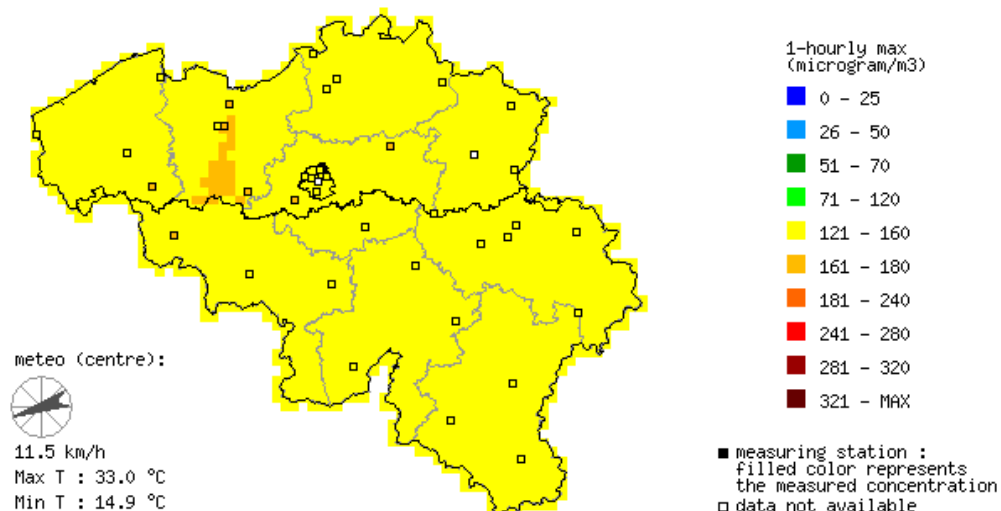 1-hourly max
(microgram/m3)
0 - 25
26 - 50
51 - 70
71 - 120
121 - 160
161 - 180
181 - 240
241 - 280
281 - 320
321 - MAX
meteo (centre):
11.5 km/h
Max T : 33.0 °C
Min T : 14.9 °C
measuring station :
filled color represents
the measured concentration
data not available